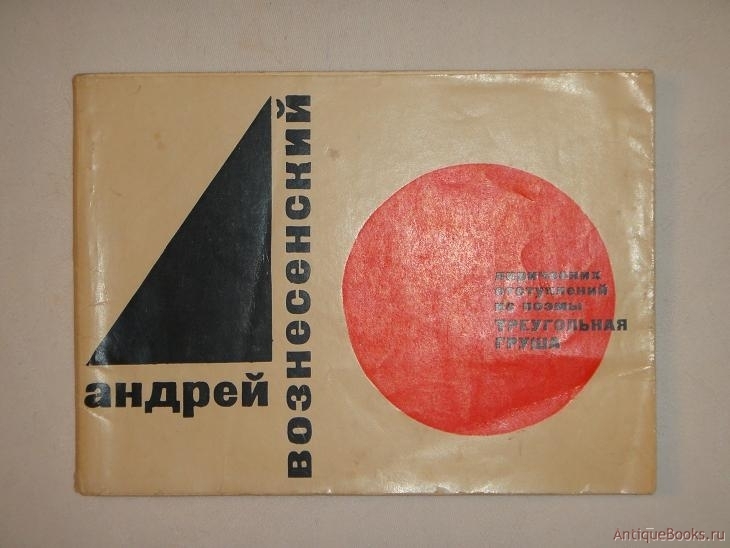 андрей
вознесенский
лирических
отступлений
из поэмы
ТРЕУГОЛЬНАЯ
ГРУША
AntiqueBooks.ru